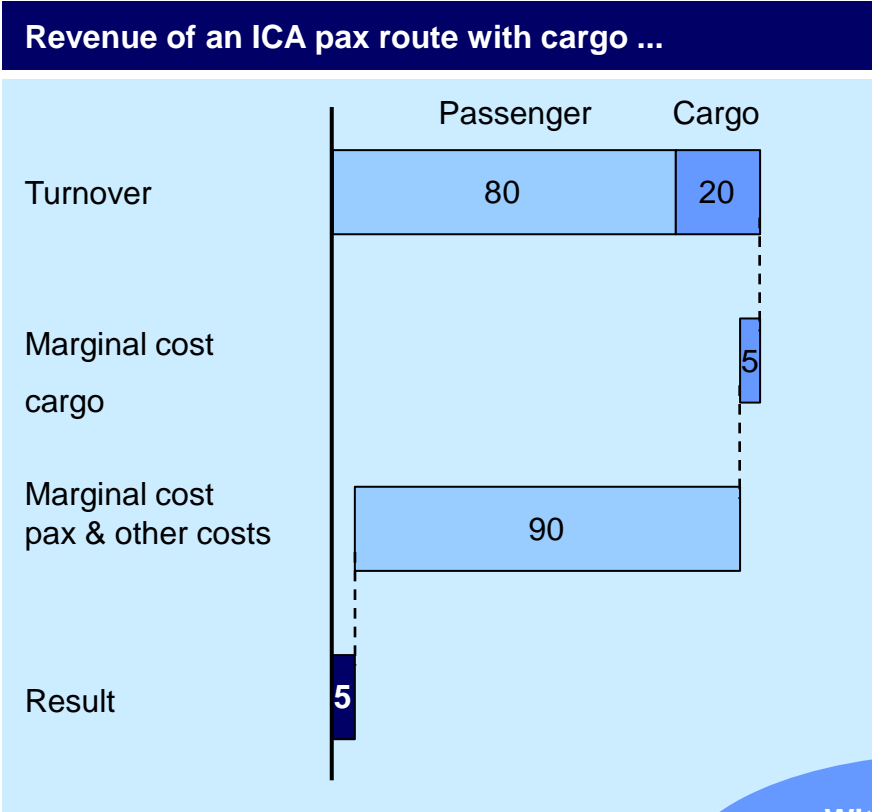 Revenue of an ICA pax route with cargo ...
Passenger Cargo
Turnover 80 20
Marginal cost
cargo
5
Marginal cost
pax & other costs
90
Result 5